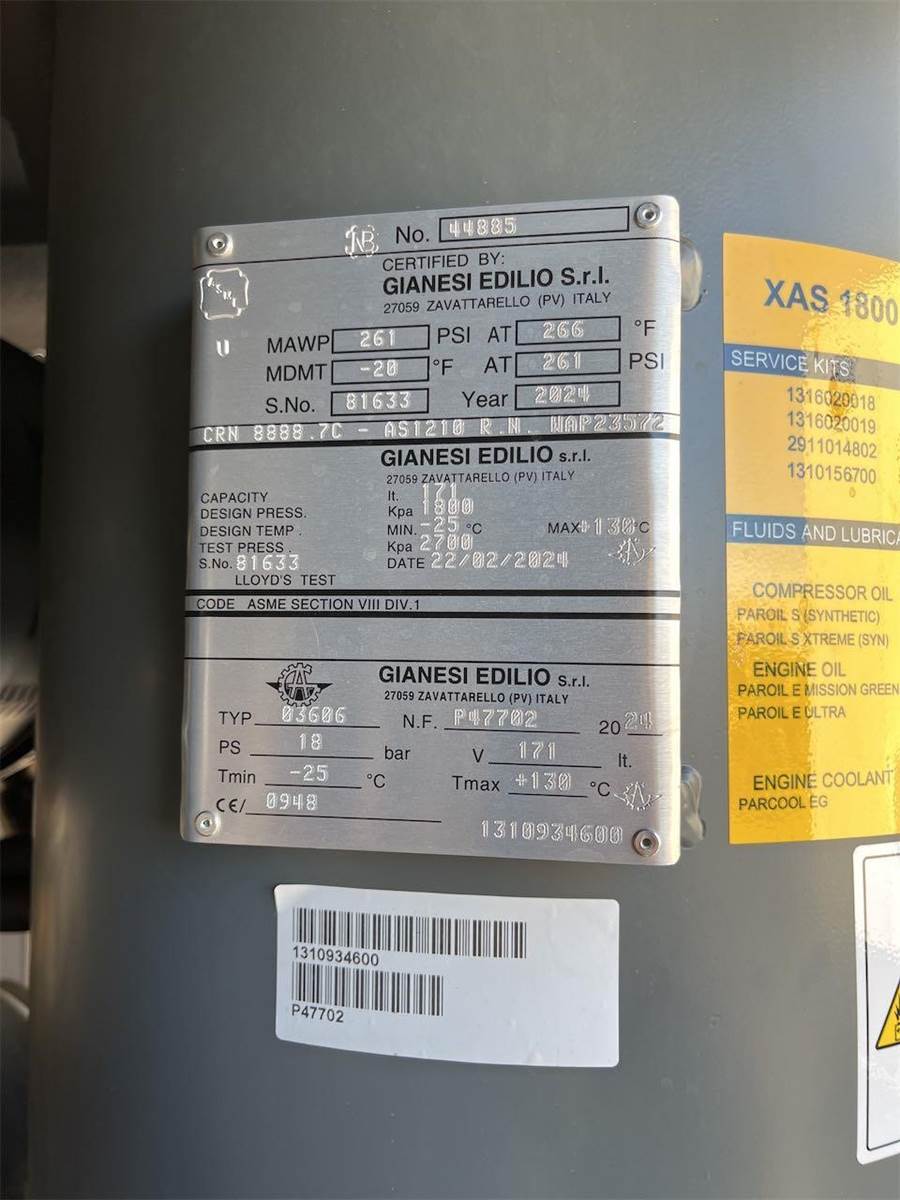 NB No. 44885
CERTIFIED BY:
GIANESI EDILIO S.r.l.
27059 ZAVATTARELLO (PV) ITALY
ASME
U
MAWP 261 PSI AT 266 °F
MDMT -20 °F AT 261 PSI
S.No. 81633 Year 2024
CRN 8888.7C - AS1210 R.N. WAP23572
GIANESI EDILIO s.r.l.
27059 ZAVATTARELLO (PV) ITALY
CAPACITY lt. 171
DESIGN PRESS. Kpa 1800
DESIGN TEMP. MIN. -25 °C MAX +130 C
TEST PRESS. Kpa 2700
S.No. 81633 DATE 22/02/2024
LLOYD'S TEST
CODE ASME SECTION VIII DIV.1
GIANESI EDILIO S.r.l.
27059 ZAVATTARELLO (PV) ITALY
TYP 03606 N.F. P47702 2024
PS 18 bar V 171 lt.
Tmin -25 °C Tmax +130 °C
CE/ 0948
1310934600
1310934600
P47702
XAS 1800
SERVICE KITS
1316020018
1316020019
2911014802
1310156700
FLUIDS AND
COMPRESSOR OIL
PAROIL S (SYNTHETIC)
PAROIL S XTREME (SYN)
ENGINE OIL
PAROIL E MISSION GREEN
PAROIL E ULTRA
ENGINE COOLANT
PARCOOL EG